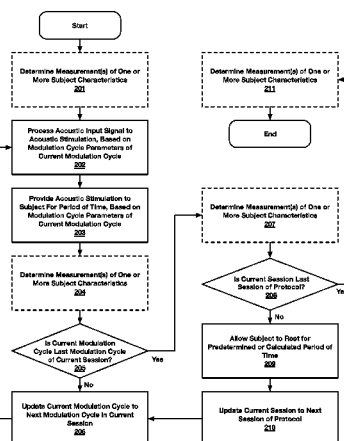 Start
Determine Measurement(s) of One or
More Subject Characteristics
201
Process Acoustic Input Signal to
Acoustic Stimulation, Based on
Modulation Cycle Parameters of
Current Modulation Cycle
202
Provide Acoustic Stimulation to
Subject For Period of Time, Based on
Modulation Cycle Parameters of
Current Modulation Cycle
203
Determine Measurement(s) of One or
More Subject Characteristics
204
Is Current Modulation
Cycle Last Modulation Cycle
of Current Session?
205
Yes
No
Update Current Modulation Cycle to
Next Modulation Cycle in Current
Session
206
Determine Measurement(s) of One or
More Subject Characteristics
211
End
Determine Measurement(s) of One or
More Subject Characteristics
207
Is Current Session Last
Session of Protocol?
208
Yes
No
Allow Subject to Rest for
Predetermined or Calculated Period of
Time
209
Update Current Session to Next
Session of Protocol
210